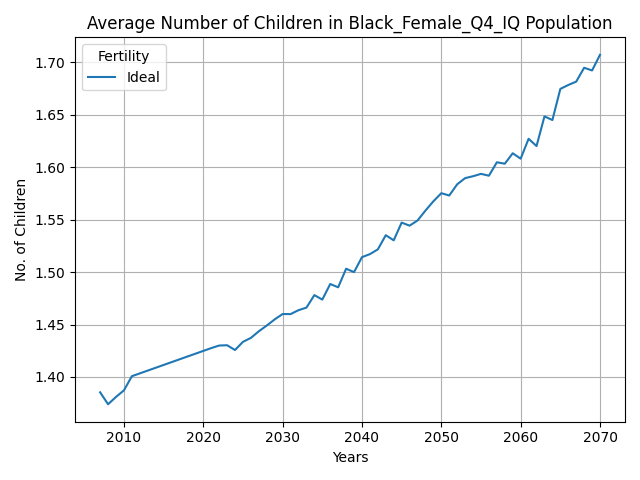 Average Number of Children in Black_Female_Q4_IQ Population
Fertility
Ideal
1.70
1.65
1.60
1.55
1.50
1.45
1.40
No. of Children
2010 2020 2030 2040 2050 2060 2070
Years